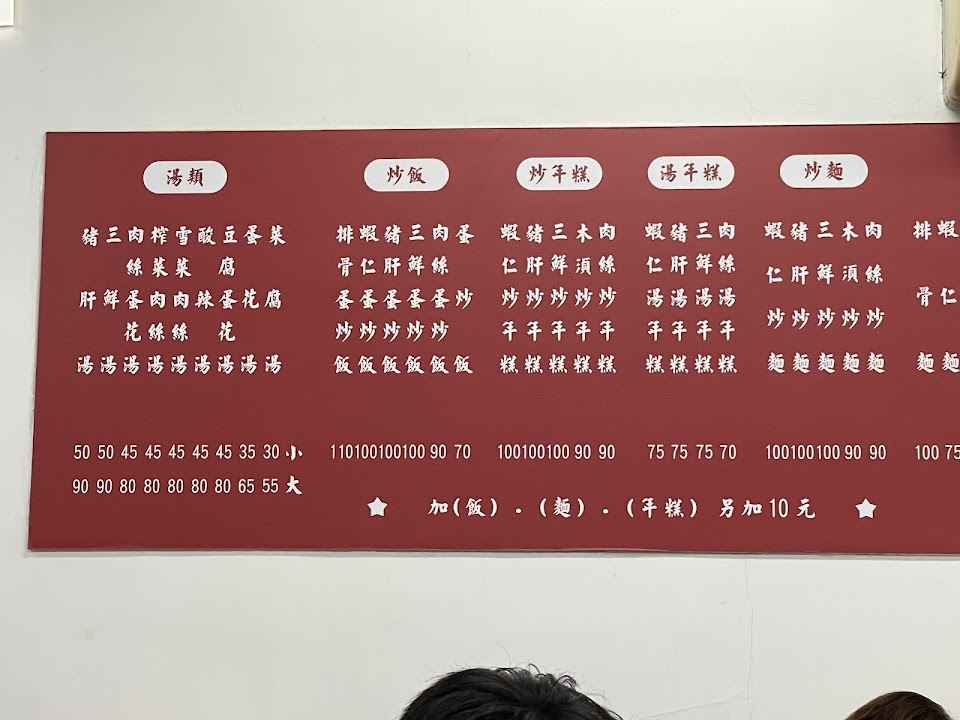 湯類
豬肝湯 50 90
三鮮湯 50 90
肉絲蛋花湯 45 80
榨菜肉絲湯 45 80
雪菜肉絲湯 45 80
酸辣湯 45 80
豆腐蛋花湯 45 80
蛋花湯 35 65
菜腐湯 30 55
小 大
炒飯
排骨蛋炒飯 110
蝦仁蛋炒飯 100
豬肝蛋炒飯 100
三鮮蛋炒飯 100
肉絲蛋炒飯 90
蛋炒飯 70
炒年糕
蝦仁炒年糕 100
豬肝炒年糕 100
三鮮炒年糕 100
木湏炒年糕 90
肉絲炒年糕 90
湯年糕
蝦仁湯年糕 75
豬肝湯年糕 75
三鮮湯年糕 75
肉絲湯年糕 70
炒麵
蝦仁炒麵 100
豬肝炒麵 100
三鮮炒麵 100
木湏炒麵 90
肉絲炒麵 90
排骨麵 100
蝦仁麵 75
★ 加(飯).(麵).(年糕) 另加10元 ★